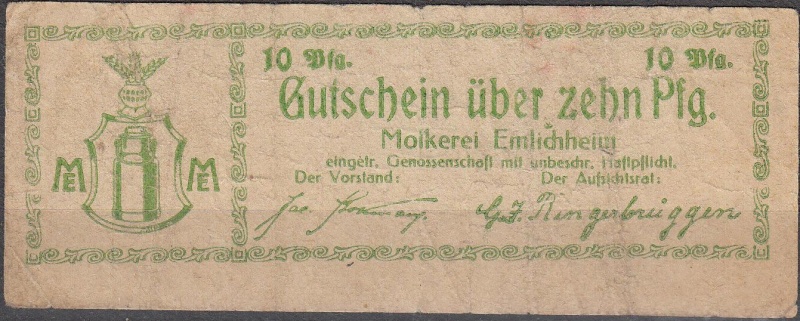 10 Pfg. 10 Pfg.
Gutschein über zehn Pfg.
Molkerei Emlichheim
eingetr. Genossenschaft mit unbeschr. Haftpflicht.
Der Vorstand: Der Aufsichtsrat:
G. J. Ringerbrüggen
ME ME